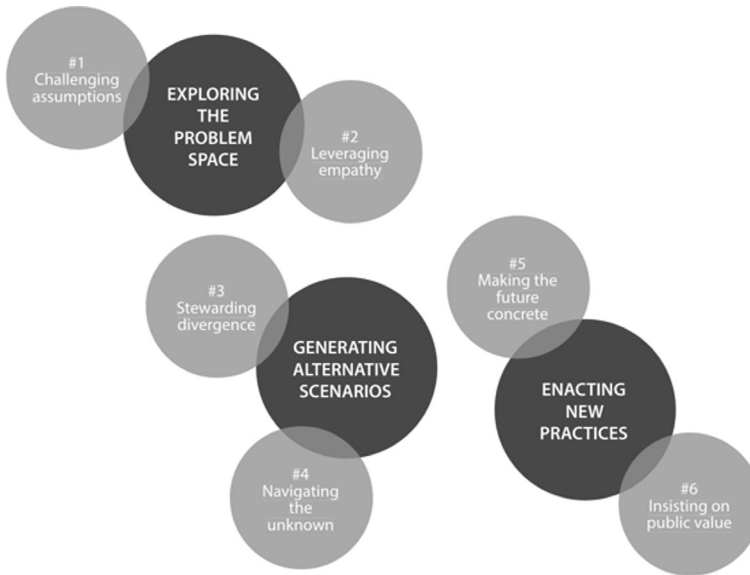 #1
Challenging
assumptions
EXPLORING
THE
PROBLEM
SPACE
#2
Leveraging
empathy
#3
Stewarding
divergence
GENERATING
ALTERNATIVE
SCENARIOS
#4
Navigating
the
unknown
#5
Making the
future
concrete
ENACTING
NEW
PRACTICES
#6
Insisting on
public value